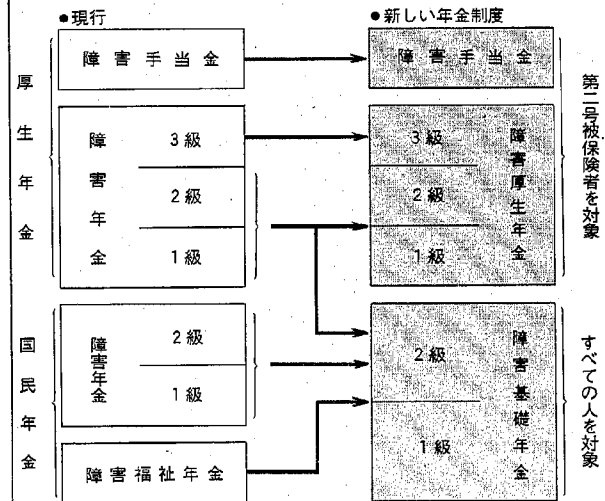 ●現行
厚生年金
障害手当金
障害年金
3級
2級
1級
国民年金
障害年金
2級
1級
障害福祉年金
●新しい年金制度
障害手当金
3級
2級
1級
障害厚生年金
第二号被保険者を対象
2級
1級
障害基礎年金
すべての人を対象